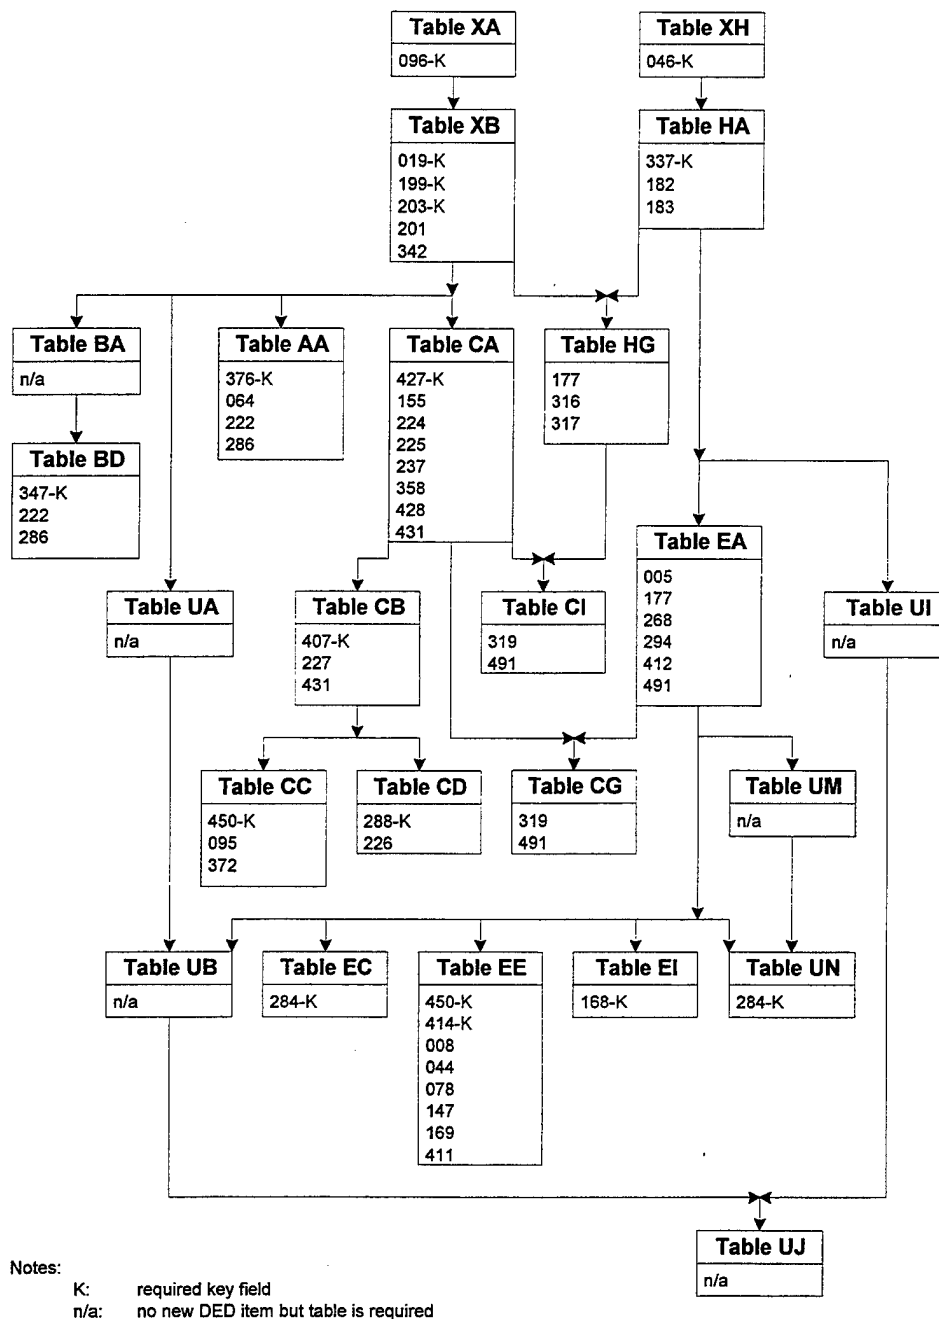 Table XA
096-K
Table XH
046-K
Table XB
019-K
199-K
203-K
201
342
Table HA
337-K
182
183
Table BA
n/a
Table AA
376-K
064
222
286
Table CA
427-K
155
224
225
237
358
428
431
Table HG
177
316
317
Table BD
347-K
222
286
Table EA
005
177
268
294
412
491
Table UA
n/a
Table CB
407-K
227
431
Table CI
319
491
Table UI
n/a
Table CC
450-K
095
372
Table CD
288-K
226
Table CG
319
491
Table UM
n/a
Table UB
n/a
Table EC
284-K
Table EE
450-K
414-K
008
044
078
147
169
411
Table EI
168-K
Table UN
284-K
Table UJ
n/a
Notes:
K: required key field
n/a: no new DED item but table is required